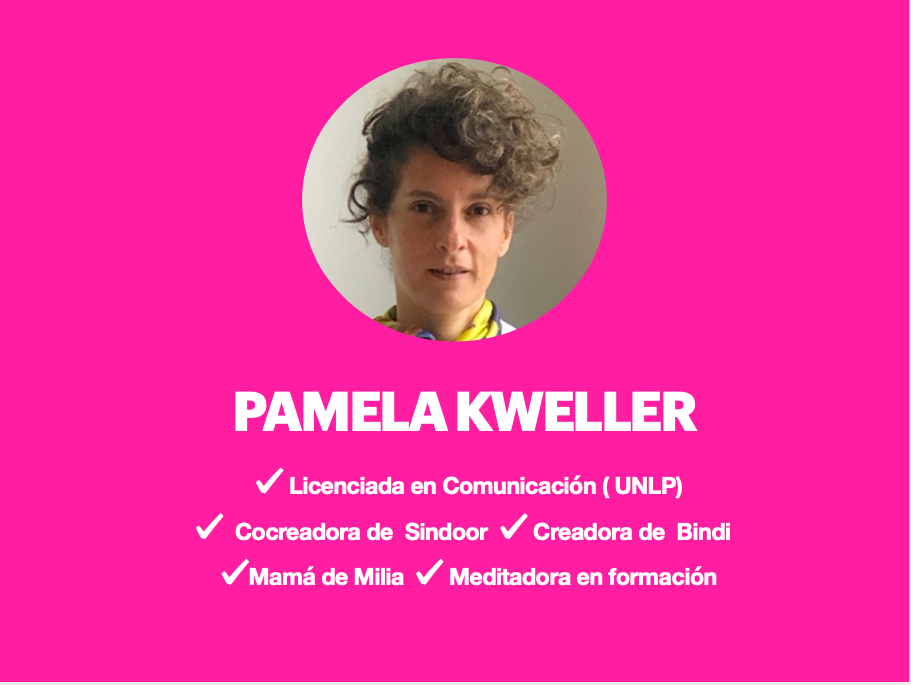 PAMELA KWELLER
✓ Licenciada en Comunicación ( UNLP)
✓ Cocreadora de Sindoor ✓ Creadora de Bindi
✓Mamá de Milia ✓ Meditadora en formación